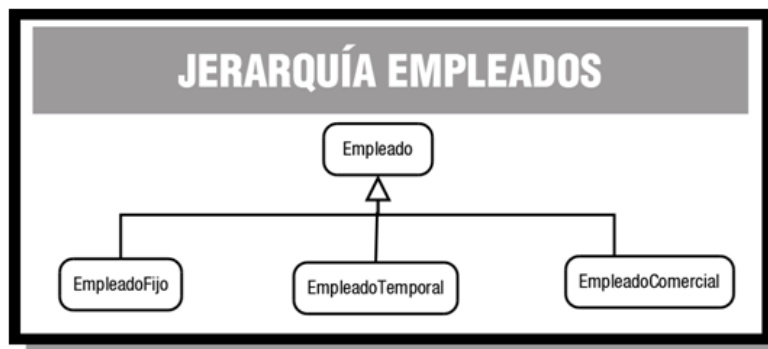 JERARQUÍA EMPLEADOS
Empleado
EmpleadoFijo
EmpleadoTemporal
EmpleadoComercial